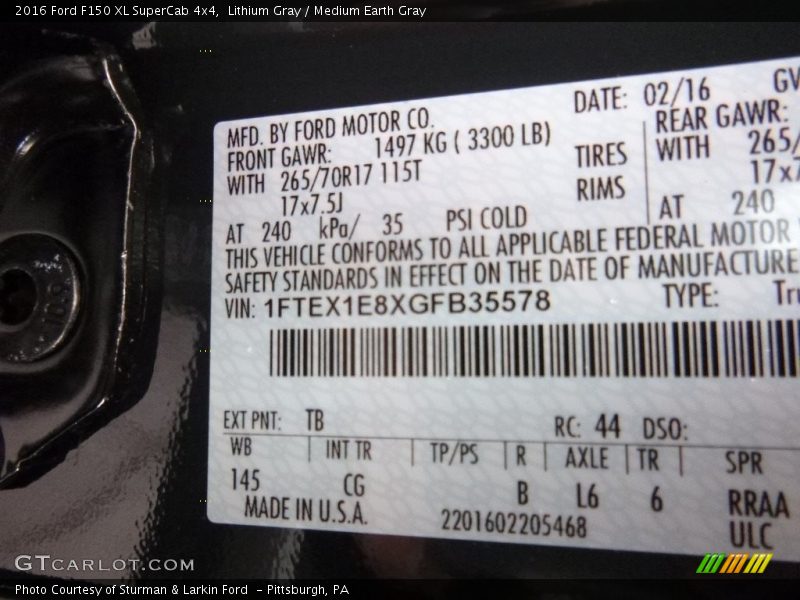 2016 Ford F150 XL SuperCab 4x4, Lithium Gray / Medium Earth Gray
DATE: 02/16 GV
MFD. BY FORD MOTOR CO.
FRONT GAWR: 1497 KG ( 3300 LB) REAR GAWR:
WITH 265/70R17 115T TIRES WITH 265/
17x7.5J RIMS 17x7
AT 240 kPa/ 35 PSI COLD AT 240
THIS VEHICLE CONFORMS TO ALL APPLICABLE FEDERAL MOTOR
SAFETY STANDARDS IN EFFECT ON THE DATE OF MANUFACTURE
VIN: 1FTEX1E8XGFB35578 TYPE: Tr
EXT PNT: TB RC: 44 DSO:
WB INT TR TP/PS R AXLE TR SPR
145 CG B L6 6 RRAA
MADE IN U.S.A. 2201602205468 ULC
GTCARLOT.COM
Photo Courtesy of Sturman & Larkin Ford - Pittsburgh, PA